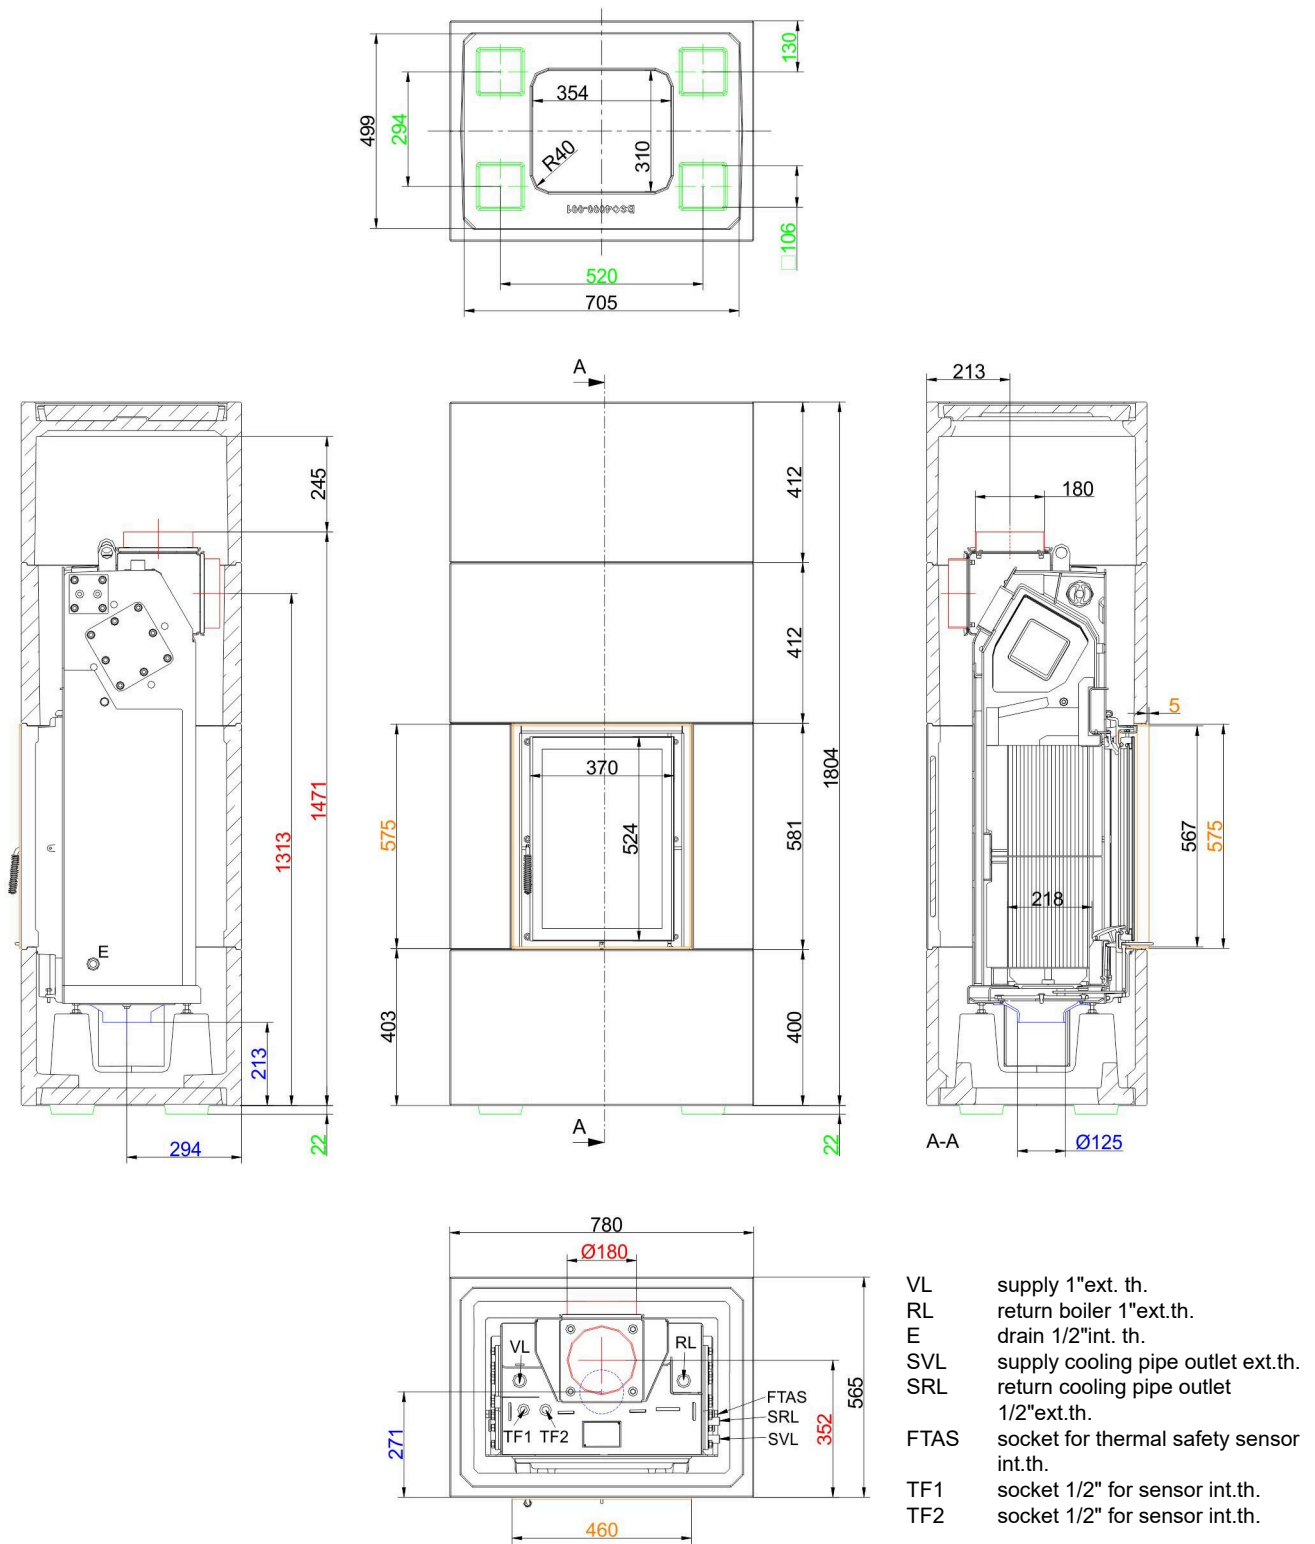 130
499
294
354
310
R40
BSO4000-001
□106
520
705
A
213
245
412
180
412
5
1804
1471
1313
575
370
524
581
567
575
218
E
403
400
213
294
22
A
22
A-A
Ø125
780
Ø180
VL
RL
FTAS
SRL
SVL
TF1
TF2
271
352
565
460
VL supply 1"ext. th.
RL return boiler 1"ext.th.
E drain 1/2"int. th.
SVL supply cooling pipe outlet ext.th.
SRL return cooling pipe outlet
1/2"ext.th.
FTAS socket for thermal safety sensor
int.th.
TF1 socket 1/2" for sensor int.th.
TF2 socket 1/2" for sensor int.th.